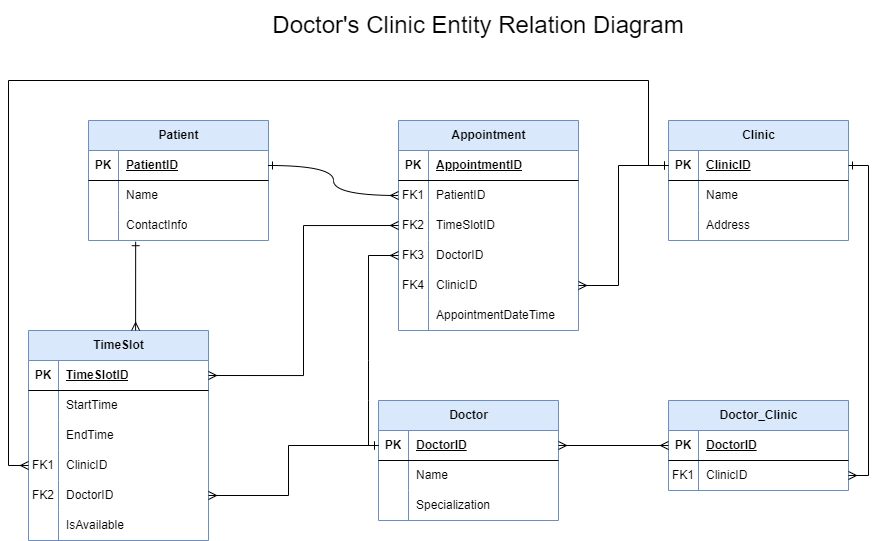 Doctor's Clinic Entity Relation Diagram
Patient
PK PatientID
Name
ContactInfo
Appointment
PK AppointmentID
FK1 PatientID
FK2 TimeSlotID
FK3 DoctorID
FK4 ClinicID
AppointmentDateTime
Clinic
PK ClinicID
Name
Address
TimeSlot
PK TimeSlotID
StartTime
EndTime
FK1 ClinicID
FK2 DoctorID
IsAvailable
Doctor
PK DoctorID
Name
Specialization
Doctor_Clinic
PK DoctorID
FK1 ClinicID